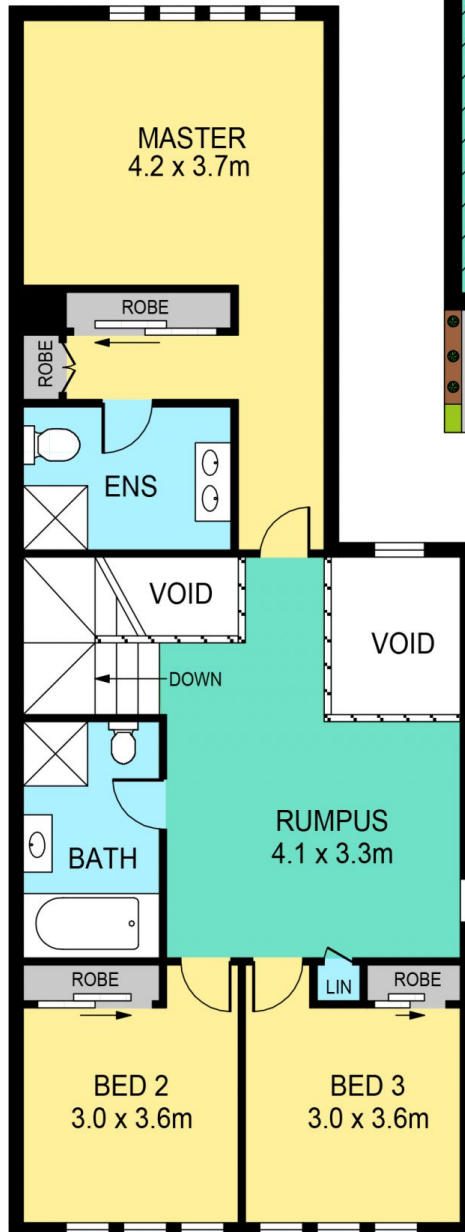 MASTER
4.2 x 3.7m
ROBE
ROBE
ENS
VOID
VOID
DOWN
RUMPUS
4.1 x 3.3m
BATH
ROBE
LIN
ROBE
BED 2
3.0 x 3.6m
BED 3
3.0 x 3.6m